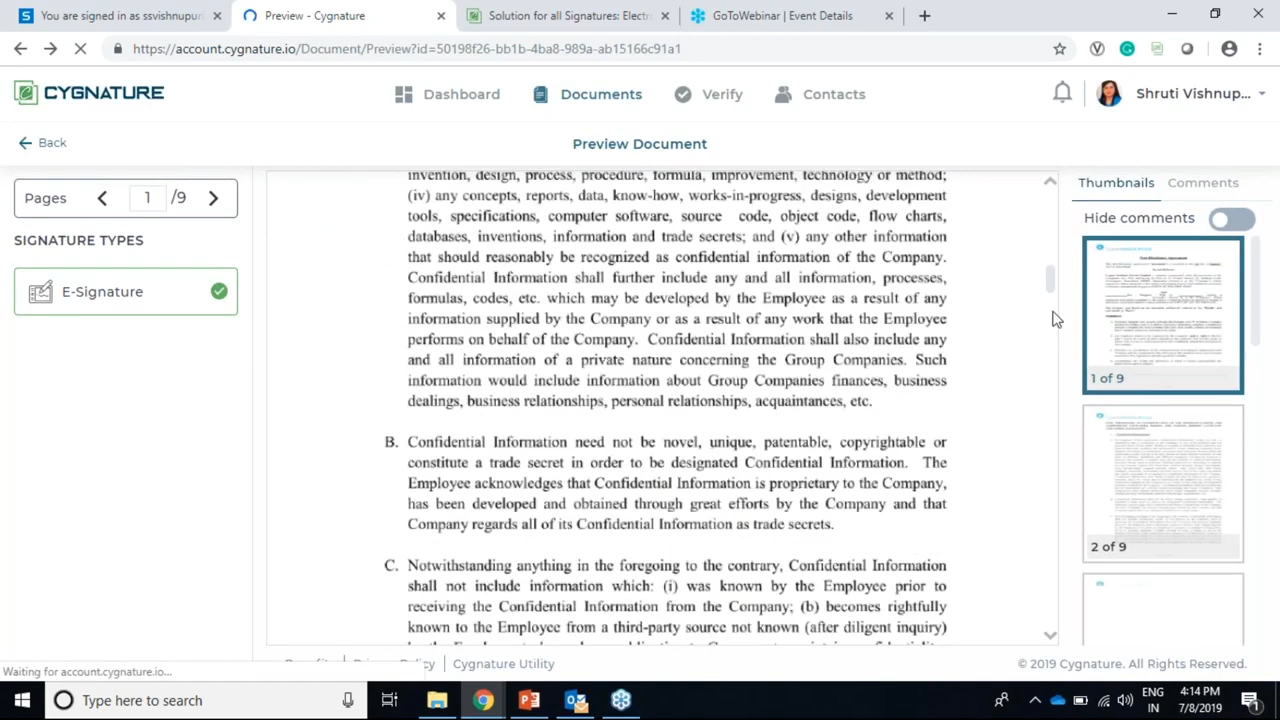 You are signed in as ssvishnupuri
Preview - Cygnature
Solution for all Signatures: Electr
GoToWebinar | Event Details
https://account.cygnature.io/Document/Preview?id=50198f26-bb1b-4ba8-989a-ab15166c91a1
CYGNATURE
Dashboard
Documents
Verify
Contacts
Shruti Vishnup...
Back
Preview Document
Pages
1
/9
SIGNATURE TYPES
E-Signature
invention, design, process, procedure, formula, improvement, technology or method;
(iv) any concepts, reports, data, know-how, works-in-progress, designs, development
tools, specifications, computer software, source code, object code, flow charts,
databases, inventions, information and trade secrets; and (v) any other information
that should reasonably be recognized as confidential information of the Company.
Confidential Information shall further include any and all information, processes,
formulas, codes, etc. which may be developed by the Employee as a result of any
information supplied by the Company or as a result of any work that the Employee
behalf of the Company. Confidential information shall also include any
and all information of a private nature concerning the Group Companies. Such
information would include information about Group Companies finances, business
dealings, business relationships, personal relationships, acquaintances, etc.
B. Confidential Information need not be novel, unique, patentable, copyrightable or
constitute a trade secret in order to be designated Confidential Information. The
Employee acknowledges that Confidential Information is proprietary to the Company,
has been developed and obtained through great efforts by the Company and that
Company regards all of its Confidential Information as trade secrets.
C. Notwithstanding anything in the foregoing to the contrary, Confidential Information
shall not include information which: (i) was known by the Employee prior to
receiving the Confidential Information from the Company; (b) becomes rightfully
known to the Employee from a third-party source not known (after diligent inquiry)
Thumbnails
Comments
Hide comments
1 of 9
2 of 9
Cygnature Utility
© 2019 Cygnature. All Rights Reserved.
Waiting for account.cygnature.io...
Type here to search
ENG
IN
4:14 PM
7/8/2019
1